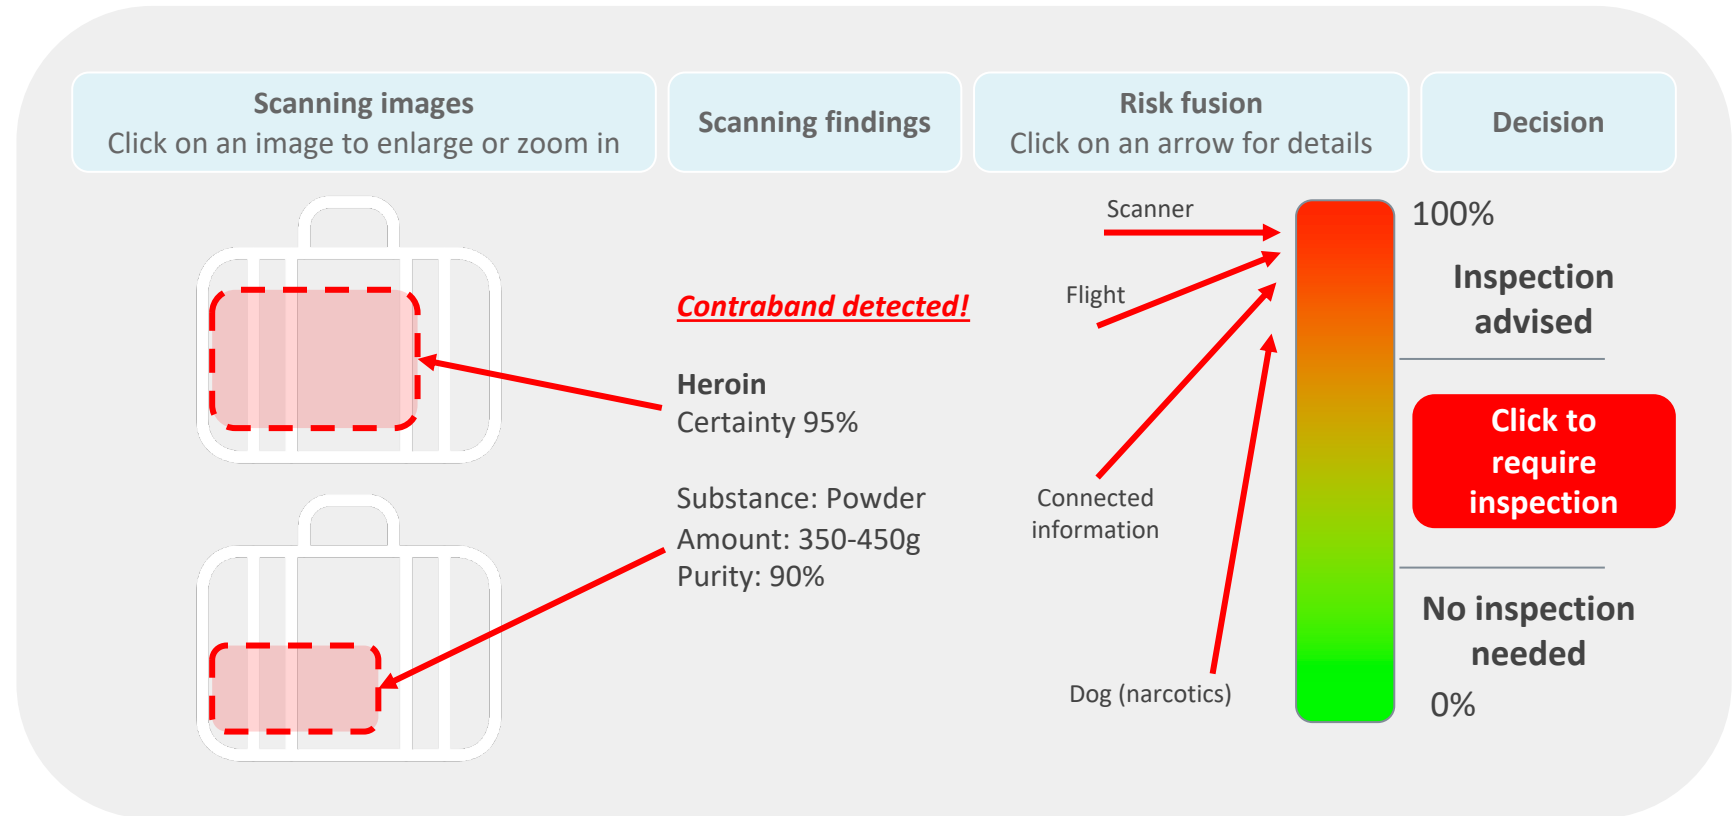 Scanning images
Click on an image to enlarge or zoom in
Scanning findings
Risk fusion
Click on an arrow for details
Decision
Contraband detected!
Heroin
Certainty 95%
Substance: Powder
Amount: 350-450g
Purity: 90%
Scanner
Flight
Connected
information
Dog (narcotics)
100%
Inspection
advised
Click to
require
inspection
No inspection
needed
0%